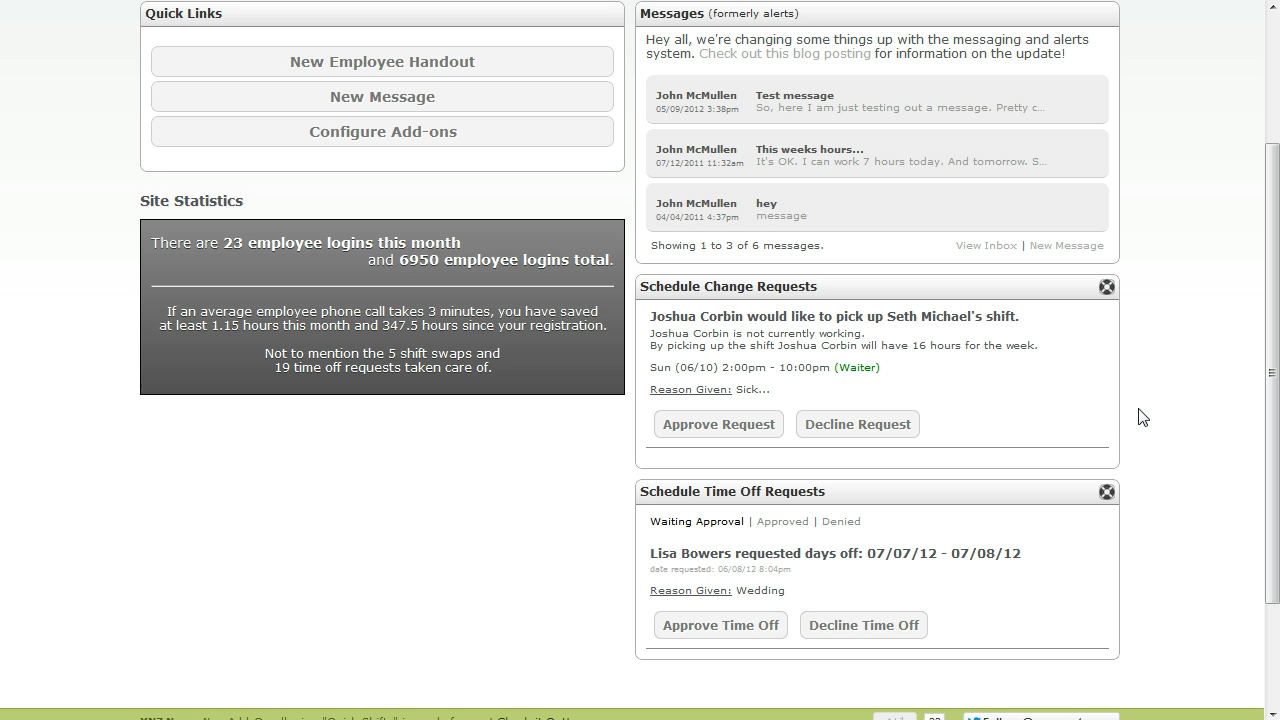 Quick Links
New Employee Handout
New Message
Configure Add-ons
Site Statistics
There are 23 employee logins this month
and 6950 employee logins total.
If an average employee phone call takes 3 minutes, you have saved
at least 1.15 hours this month and 347.5 hours since your registration.
Not to mention the 5 shift swaps and
19 time off requests taken care of.
Messages (formerly alerts)
Hey all, we're changing some things up with the messaging and alerts
system. Check out this blog posting for information on the update!
John McMullen Test message
05/09/2012 3:38pm So, here I am just testing out a message. Pretty c...
John McMullen This weeks hours...
07/12/2011 11:32am It's OK. I can work 7 hours today. And tomorrow. S...
John McMullen hey
04/04/2011 4:37pm message
Showing 1 to 3 of 6 messages. View Inbox | New Message
Schedule Change Requests
Joshua Corbin would like to pick up Seth Michael's shift.
Joshua Corbin is not currently working.
By picking up the shift Joshua Corbin will have 16 hours for the week.
Sun (06/10) 2:00pm - 10:00pm (Waiter)
Reason Given: Sick...
Approve Request Decline Request
Schedule Time Off Requests
Waiting Approval | Approved | Denied
Lisa Bowers requested days off: 07/07/12 - 07/08/12
date requested: 06/08/12 8:04pm
Reason Given: Wedding
Approve Time Off Decline Time Off